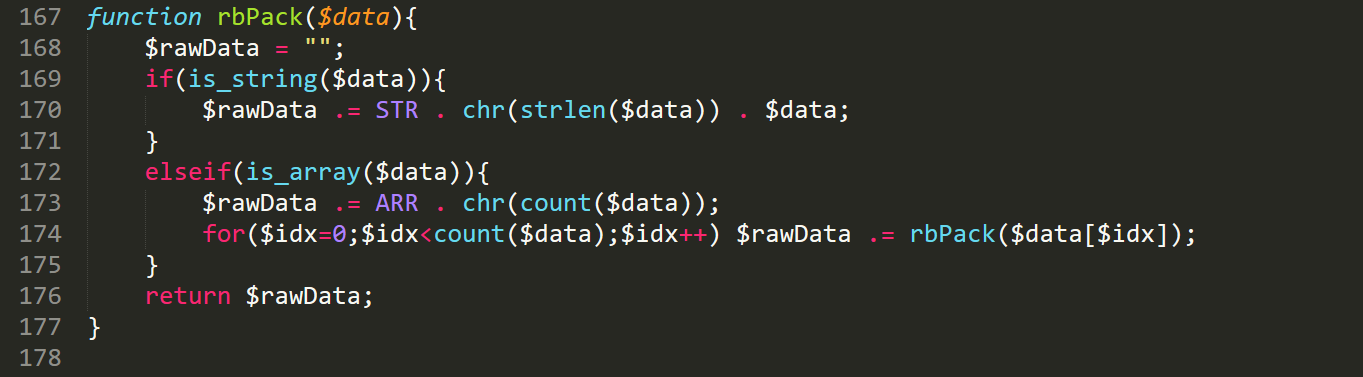 167 function rbPack($data){
168     $rawData = "";
169     if(is_string($data)){
170         $rawData .= STR . chr(strlen($data)) . $data;
171     }
172     elseif(is_array($data)){
173         $rawData .= ARR . chr(count($data));
174         for($idx=0;$idx<count($data);$idx++) $rawData .= rbPack($data[$idx]);
175     }
176     return $rawData;
177 }
178